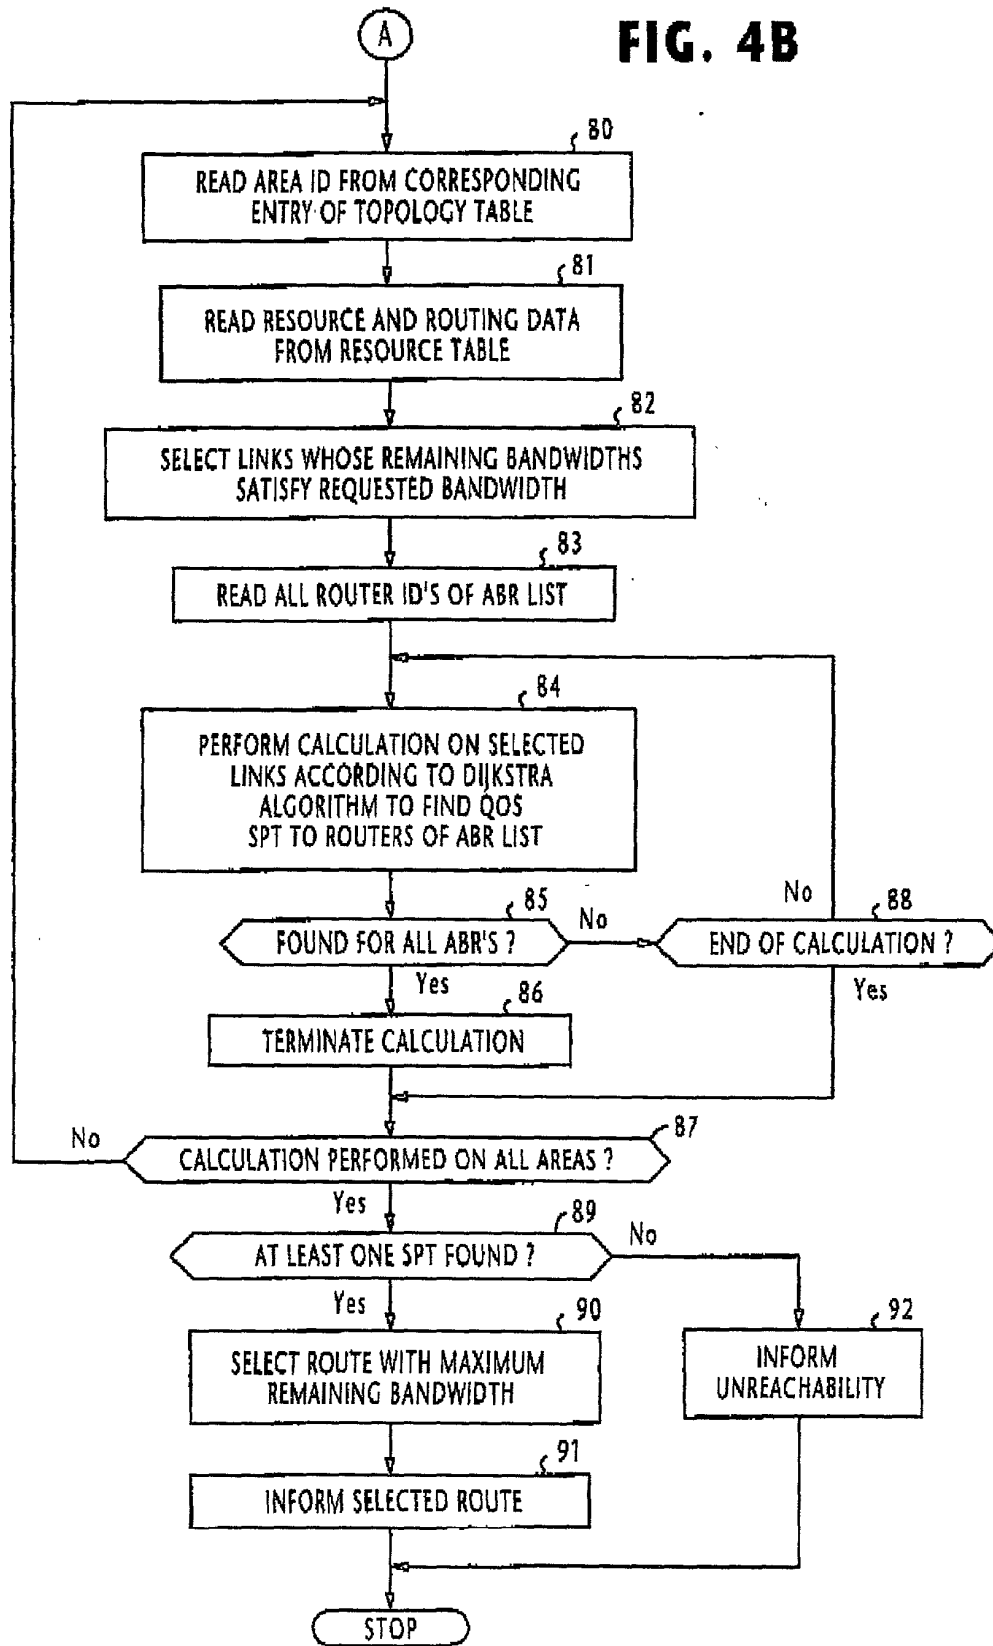 FIG. 4B
A
80
READ AREA ID FROM CORRESPONDING
ENTRY OF TOPOLOGY TABLE
81
READ RESOURCE AND ROUTING DATA
FROM RESOURCE TABLE
82
SELECT LINKS WHOSE REMAINING BANDWIDTHS
SATISFY REQUESTED BANDWIDTH
83
READ ALL ROUTER ID'S OF ABR LIST
84
PERFORM CALCULATION ON SELECTED
LINKS ACCORDING TO DIJKSTRA
ALGORITHM TO FIND QOS
SPT TO ROUTERS OF ABR LIST
85
FOUND FOR ALL ABR'S ?
No
Yes
No
88
END OF CALCULATION ?
Yes
86
TERMINATE CALCULATION
87
No
CALCULATION PERFORMED ON ALL AREAS ?
Yes
89
AT LEAST ONE SPT FOUND ?
No
Yes
90
SELECT ROUTE WITH MAXIMUM
REMAINING BANDWIDTH
92
INFORM
UNREACHABILITY
91
INFORM SELECTED ROUTE
STOP